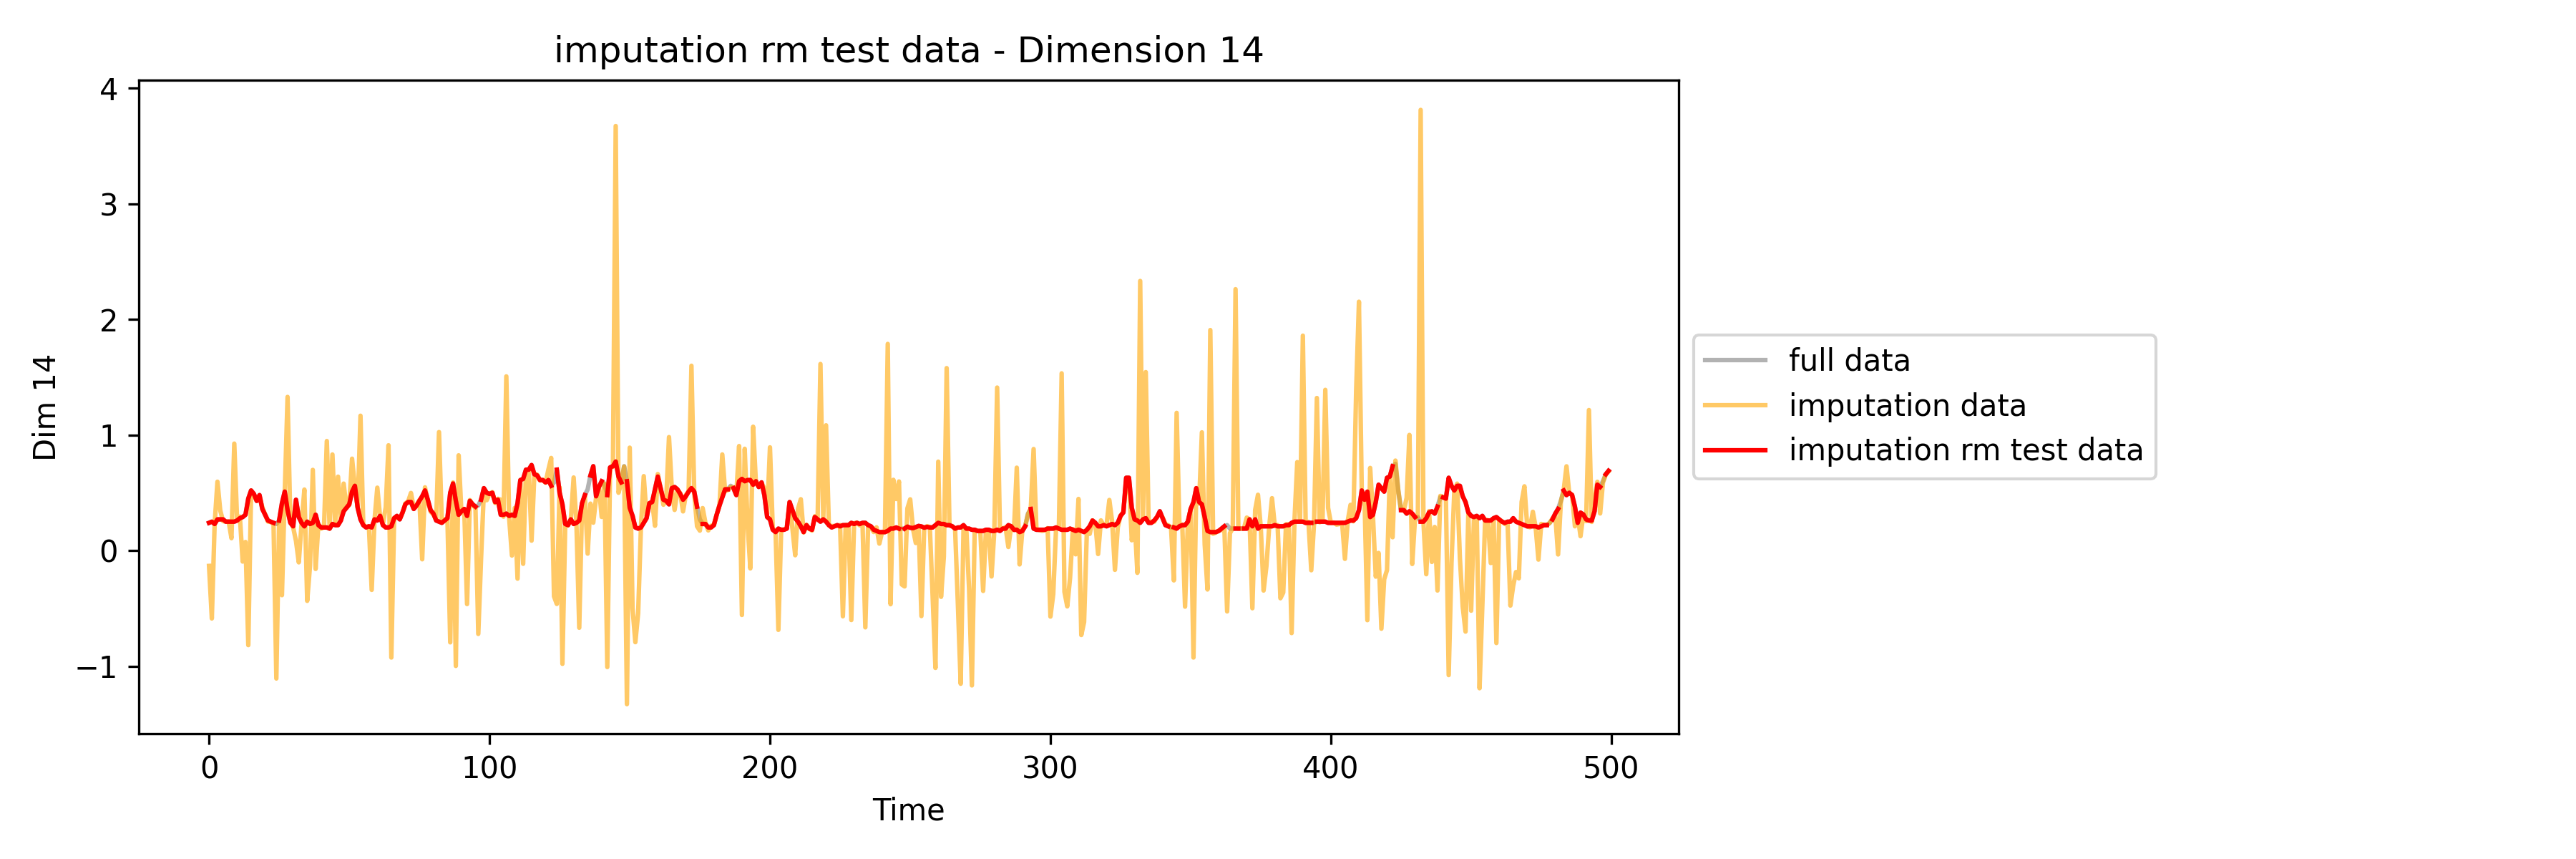 imputation rm test data - Dimension 14
4
3
2
1
0
−1
Dim 14
0 100 200 300 400 500
Time
full data
imputation data
imputation rm test data